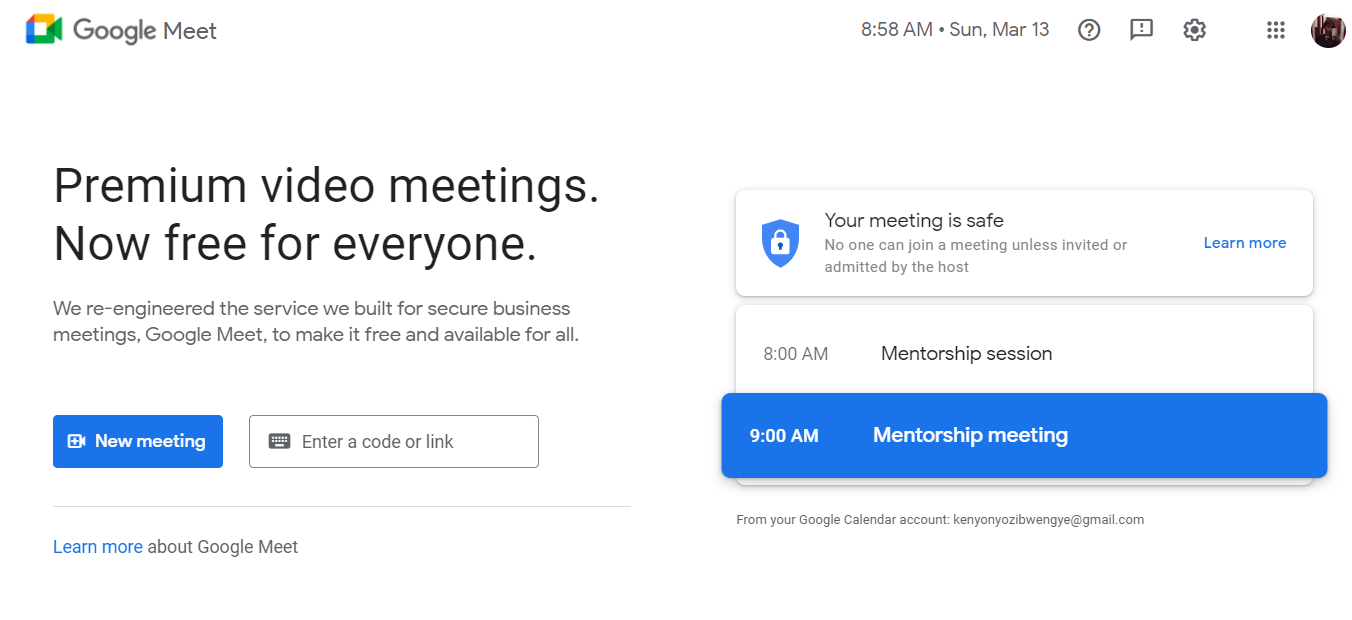 Google Meet
8:58 AM • Sun, Mar 13
Premium video meetings.
Now free for everyone.
We re-engineered the service we built for secure business
meetings, Google Meet, to make it free and available for all.
New meeting
Enter a code or link
Learn more about Google Meet
Your meeting is safe
No one can join a meeting unless invited or
admitted by the host
Learn more
8:00 AM Mentorship session
9:00 AM Mentorship meeting
From your Google Calendar account: kenyonyozibwengye@gmail.com